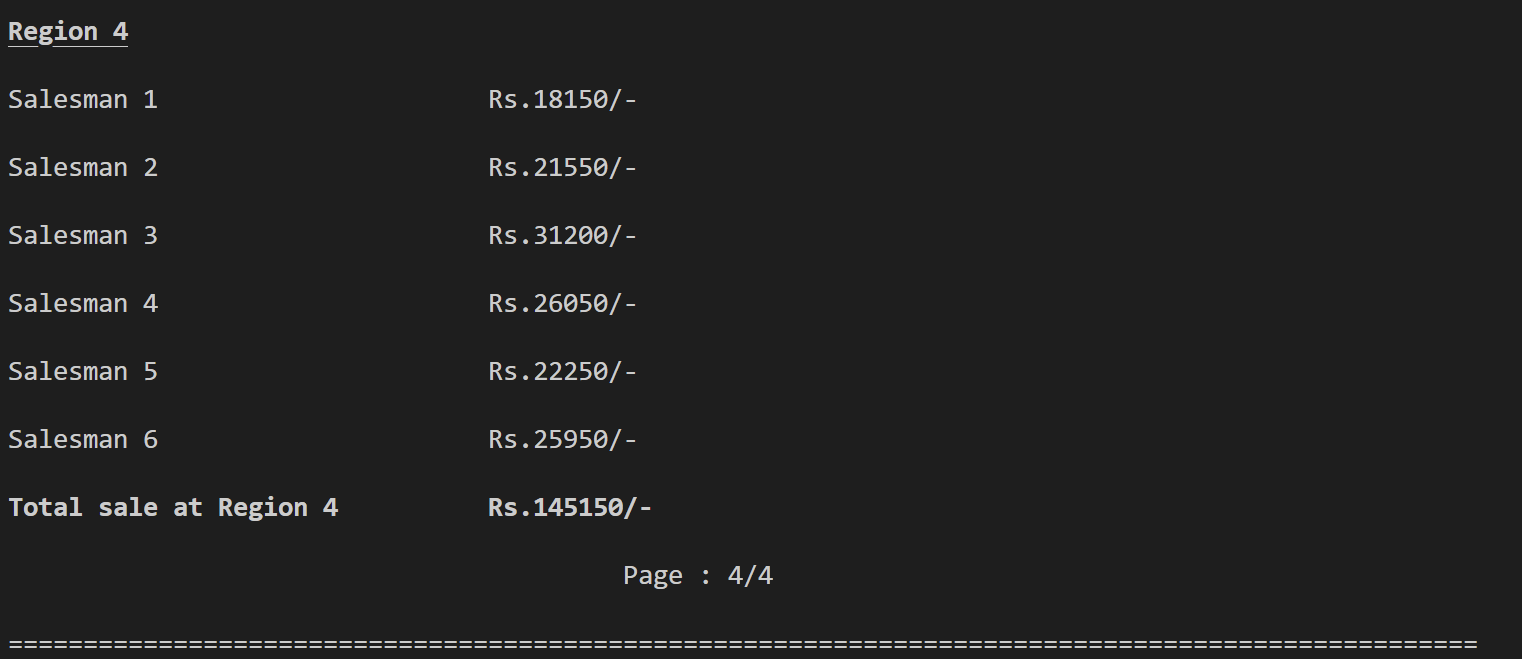 Region 4
Salesman 1 Rs.18150/-
Salesman 2 Rs.21550/-
Salesman 3 Rs.31200/-
Salesman 4 Rs.26050/-
Salesman 5 Rs.22250/-
Salesman 6 Rs.25950/-
Total sale at Region 4 Rs.145150/-
Page : 4/4
==================================================================================================